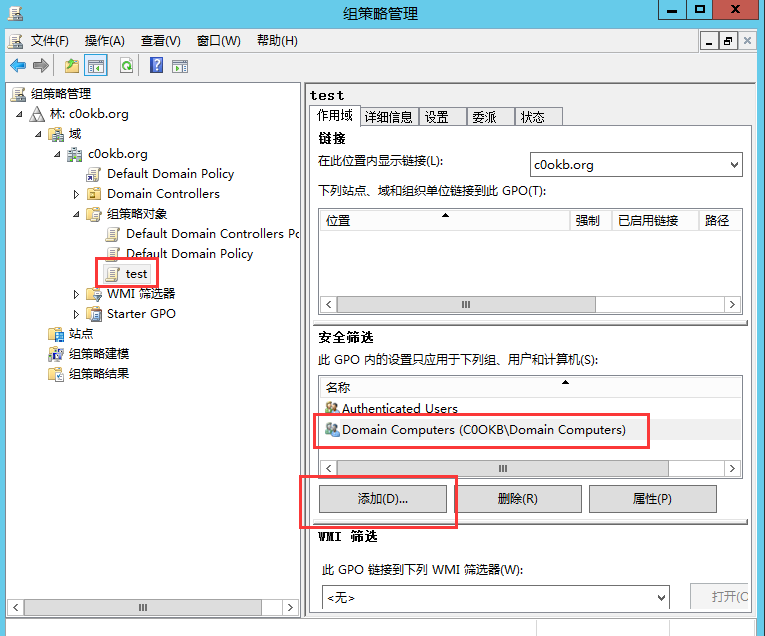 组策略管理
文件(F) 操作(A) 查看(V) 窗口(W) 帮助(H)
组策略管理
林: c0okb.org
域
c0okb.org
Default Domain Policy
Domain Controllers
组策略对象
Default Domain Controllers Po
Default Domain Policy
test
WMI 筛选器
Starter GPO
站点
组策略建模
组策略结果
test
作用域 详细信息 设置 委派 状态
链接
在此位置内显示链接(L): c0okb.org
下列站点、域和组织单位链接到此 GPO(T):
位置 强制 已启用链接 路径
安全筛选
此 GPO 内的设置只应用于下列组、用户和计算机(S):
名称
Authenticated Users
Domain Computers (C0OKB\Domain Computers)
添加(D)... 删除(R) 属性(P)
WMI 筛选
此 GPO 链接到下列 WMI 筛选器(W):
<无> 打开(O